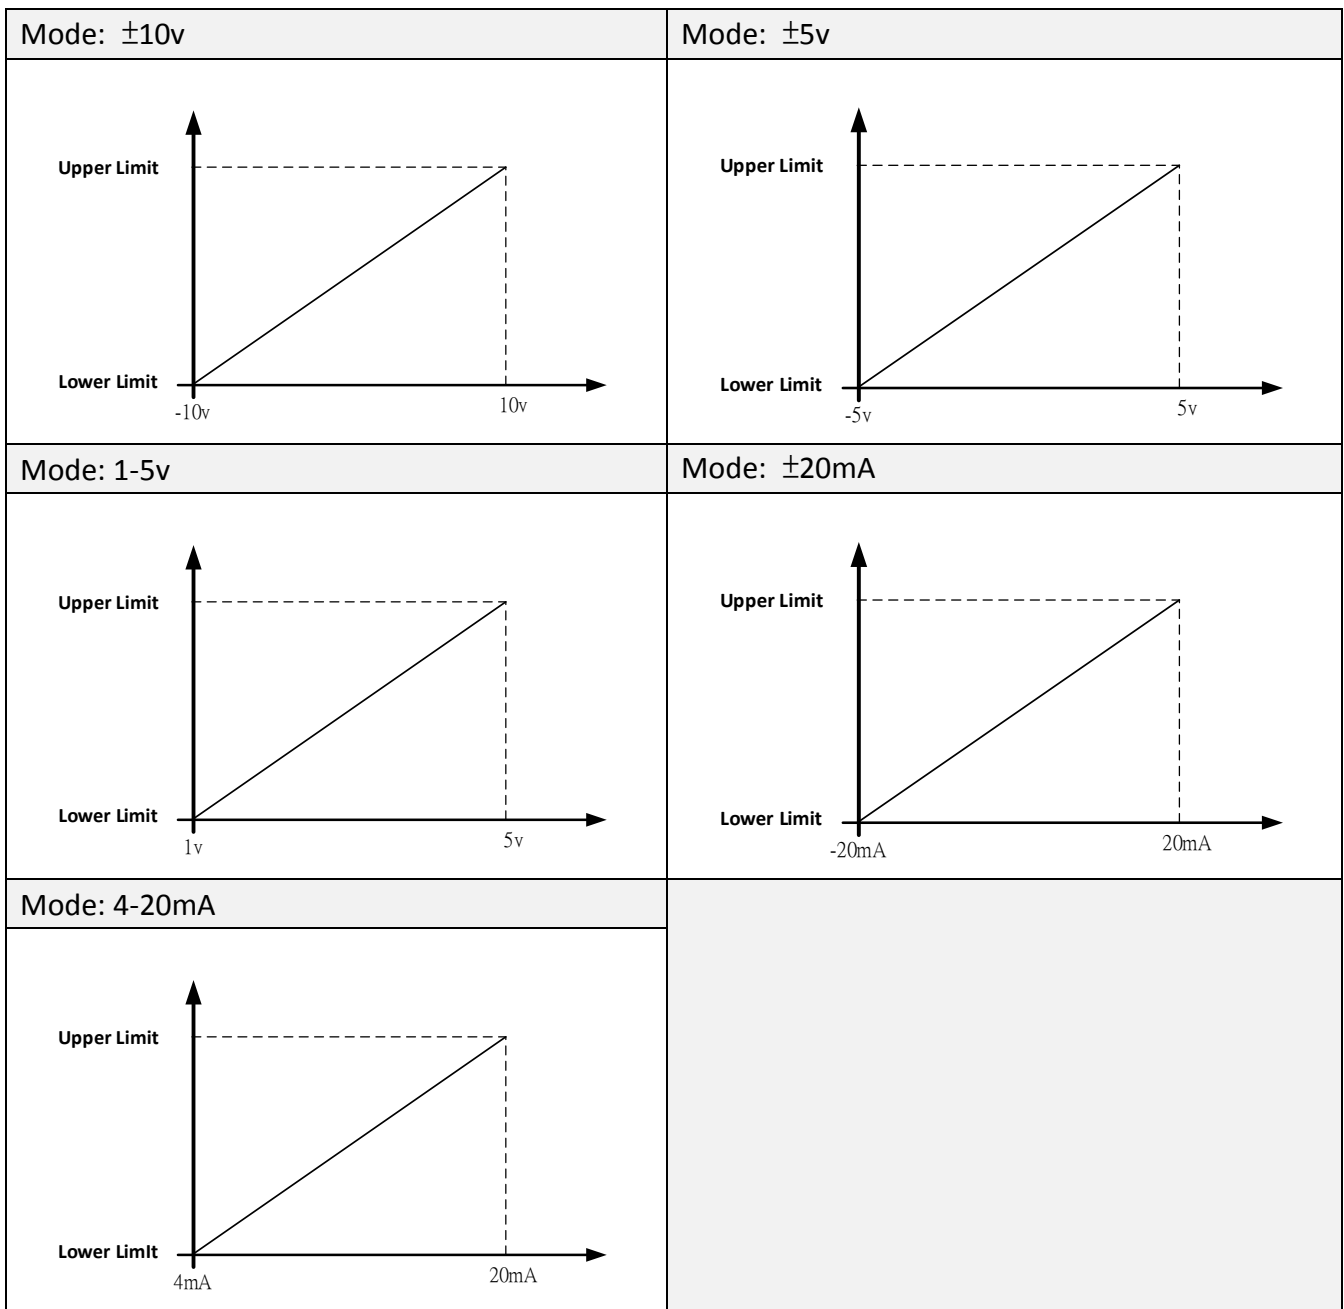 Mode: ±10v
Upper Limit
Lower Limit
-10v
10v
Mode: ±5v
Upper Limit
Lower Limit
-5v
5v
Mode: 1-5v
Upper Limit
Lower Limit
1v
5v
Mode: ±20mA
Upper Limit
Lower Limit
-20mA
20mA
Mode: 4-20mA
Upper Limit
Lower LimIt
4mA
20mA